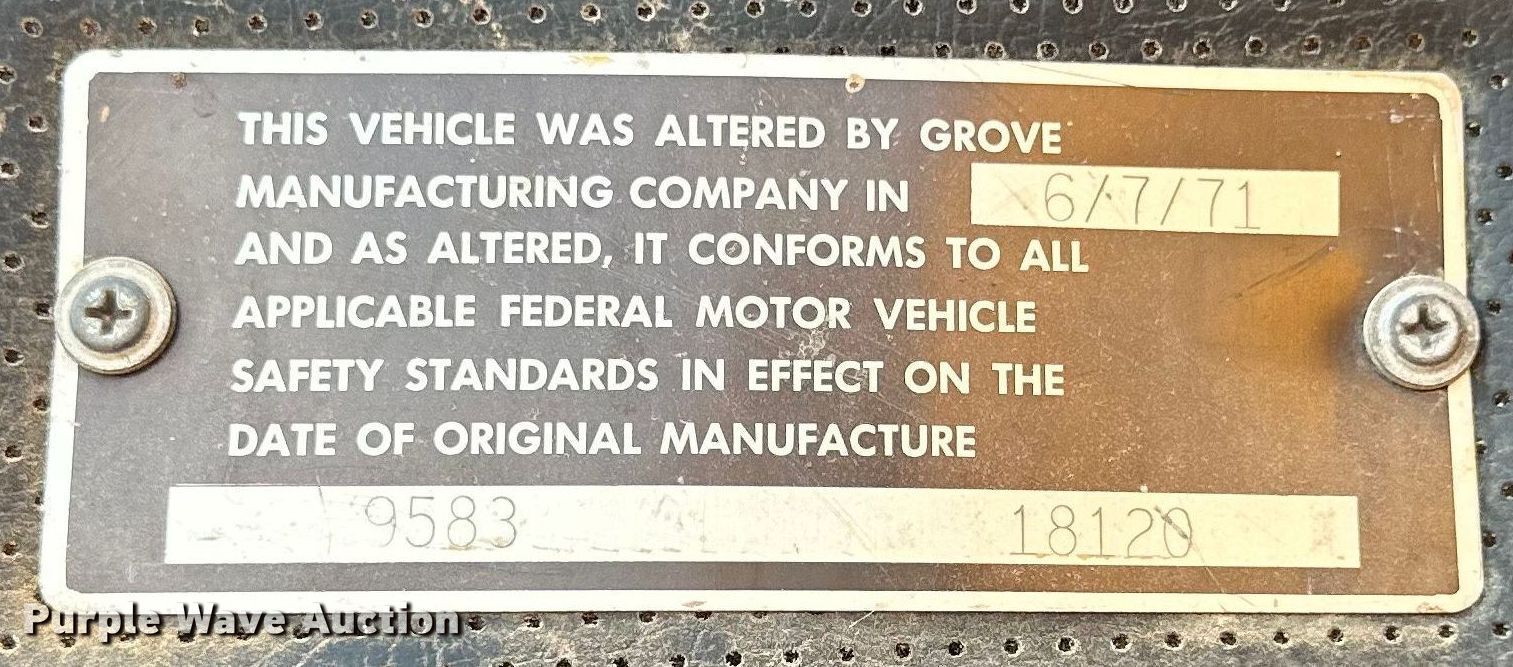 THIS VEHICLE WAS ALTERED BY GROVE
MANUFACTURING COMPANY IN 6/7/71
AND AS ALTERED, IT CONFORMS TO ALL
APPLICABLE FEDERAL MOTOR VEHICLE
SAFETY STANDARDS IN EFFECT ON THE
DATE OF ORIGINAL MANUFACTURE
9583 18120
Purple Wave Auction